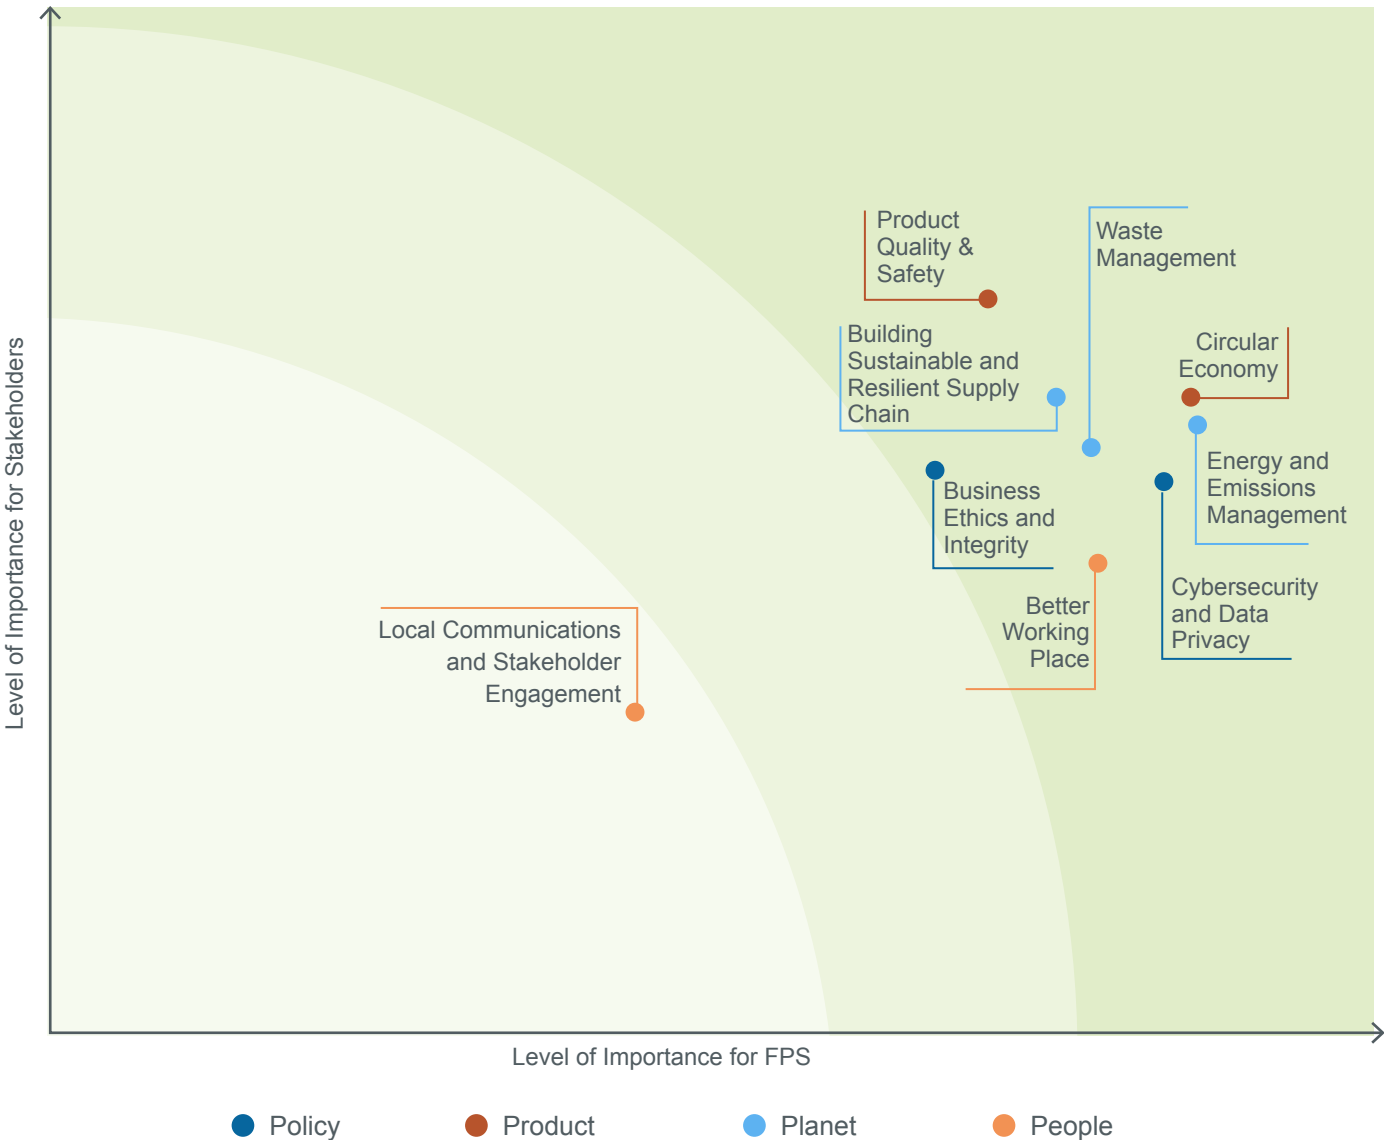 Level of Importance for Stakeholders
Product
Quality &
Safety
Waste
Management
Building
Sustainable and
Resilient Supply
Chain
Circular
Economy
Business
Ethics and
Integrity
Energy and
Emissions
Management
Better
Working
Place
Cybersecurity
and Data
Privacy
Local Communications
and Stakeholder
Engagement
Level of Importance for FPS
Policy
Product
Planet
People